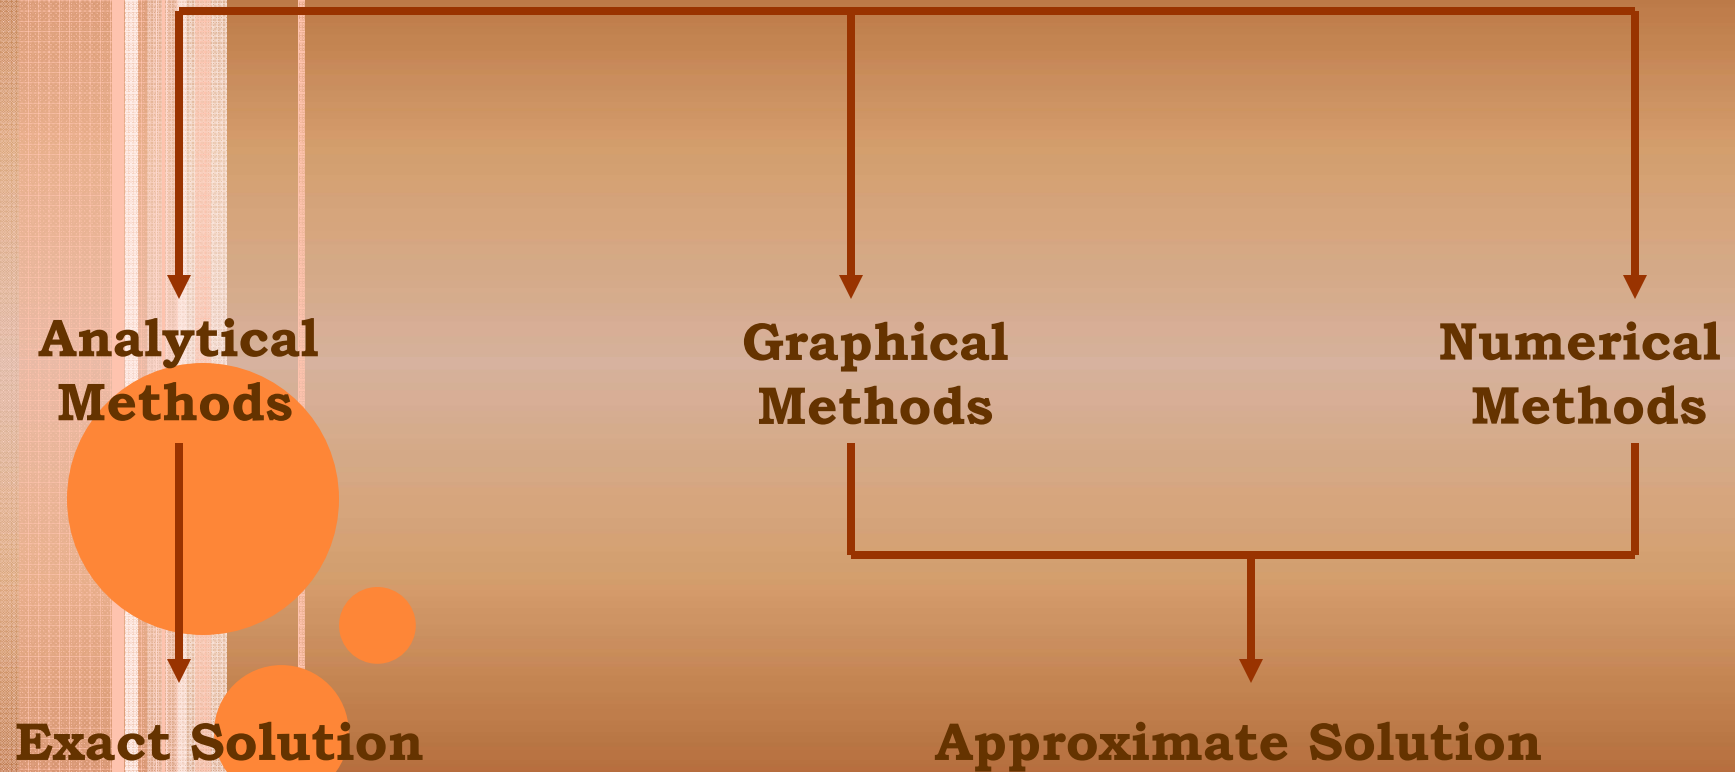 Analytical
Methods
Graphical
Methods
Numerical
Methods
Exact Solution
Approximate Solution